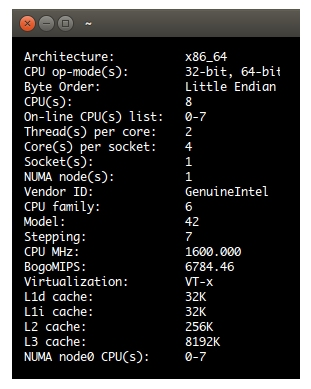 ~
Architecture: x86_64
CPU op-mode(s): 32-bit, 64-bit
Byte Order: Little Endian
CPU(s): 8
On-line CPU(s) list: 0-7
Thread(s) per core: 2
Core(s) per socket: 4
Socket(s): 1
NUMA node(s): 1
Vendor ID: GenuineIntel
CPU family: 6
Model: 42
Stepping: 7
CPU MHz: 1600.000
BogoMIPS: 6784.46
Virtualization: VT-x
L1d cache: 32K
L1i cache: 32K
L2 cache: 256K
L3 cache: 8192K
NUMA node0 CPU(s): 0-7